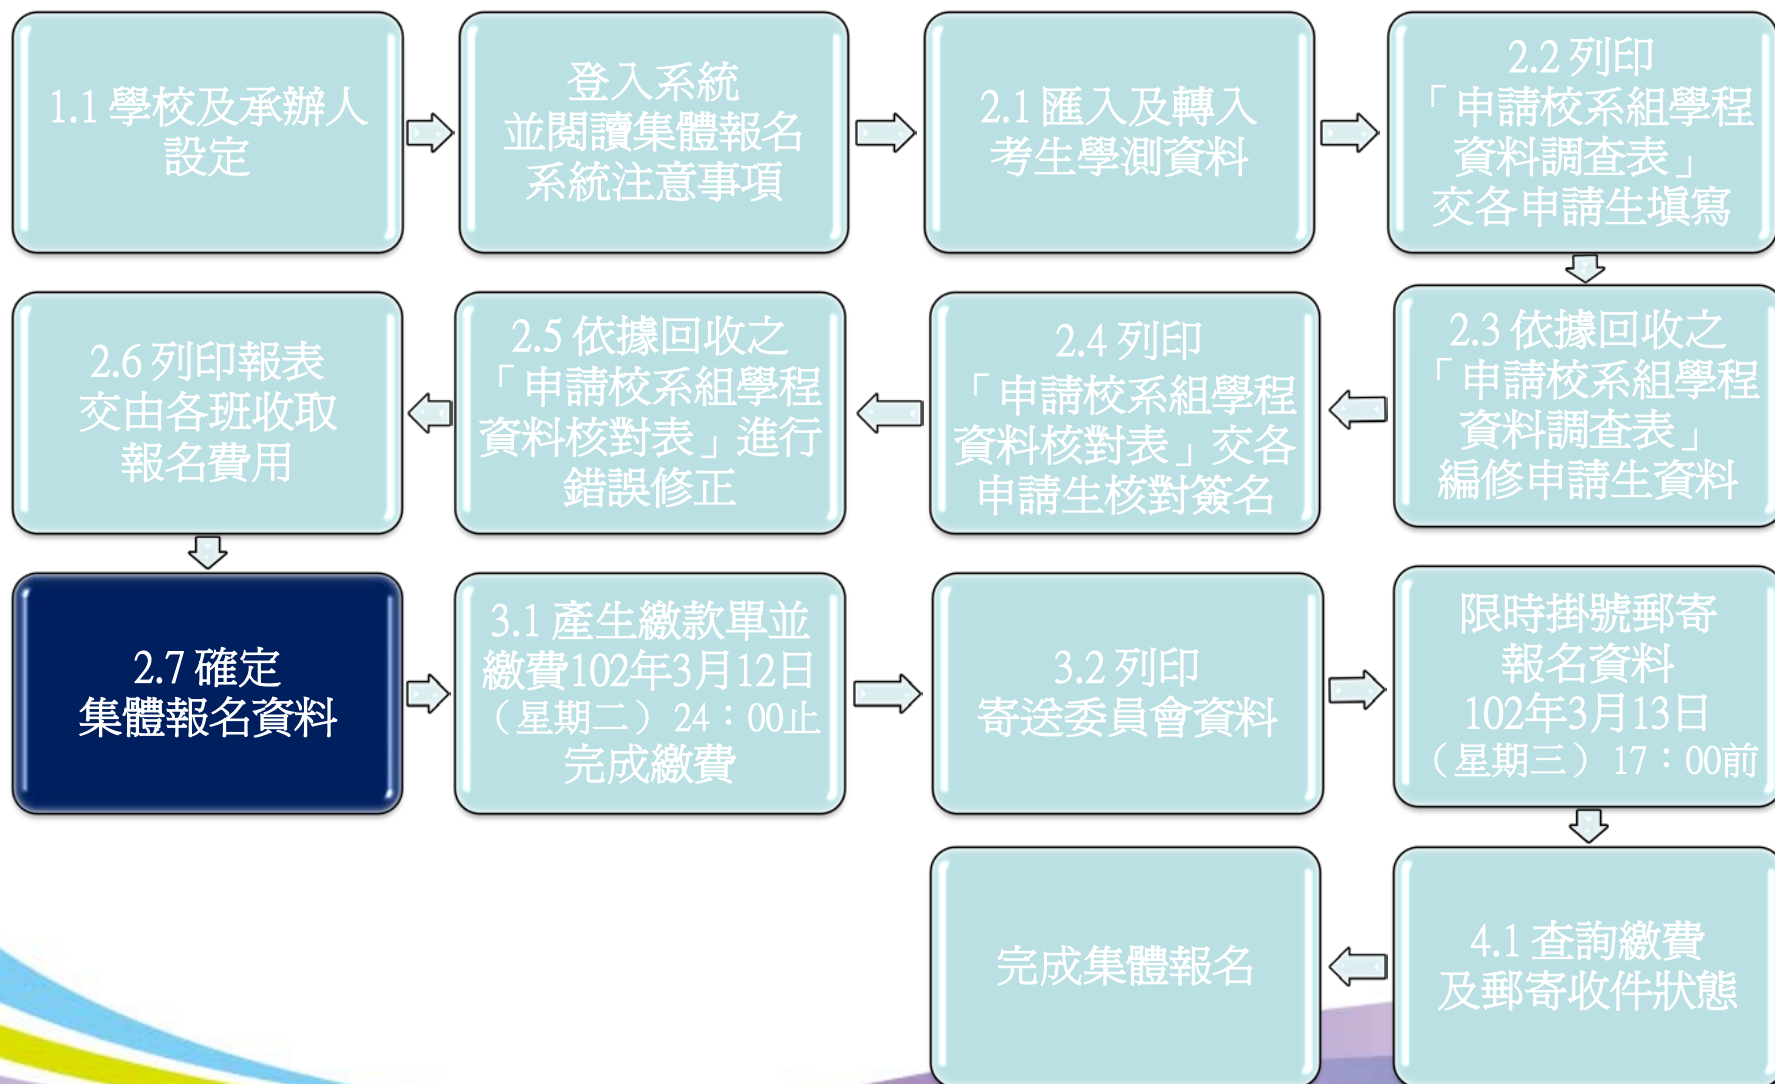 1.1 學校及承辦人
設定
登入系統
並閱讀集體報名
系統注意事項
2.1 匯入及轉入
考生學測資料
2.2 列印
「申請校系組學程
資料調查表」
交各申請生填寫
2.3 依據回收之
「申請校系組學程
資料調查表」
編修申請生資料
2.4 列印
「申請校系組學程
資料核對表」交各
申請生核對簽名
2.5 依據回收之
「申請校系組學程
資料核對表」進行
錯誤修正
2.6 列印報表
交由各班收取
報名費用
2.7 確定
集體報名資料
3.1 產生繳款單並
繳費102年3月12日
（星期二）24：00止
完成繳費
3.2 列印
寄送委員會資料
限時掛號郵寄
報名資料
102年3月13日
（星期三）17：00前
4.1 查詢繳費
及郵寄收件狀態
完成集體報名